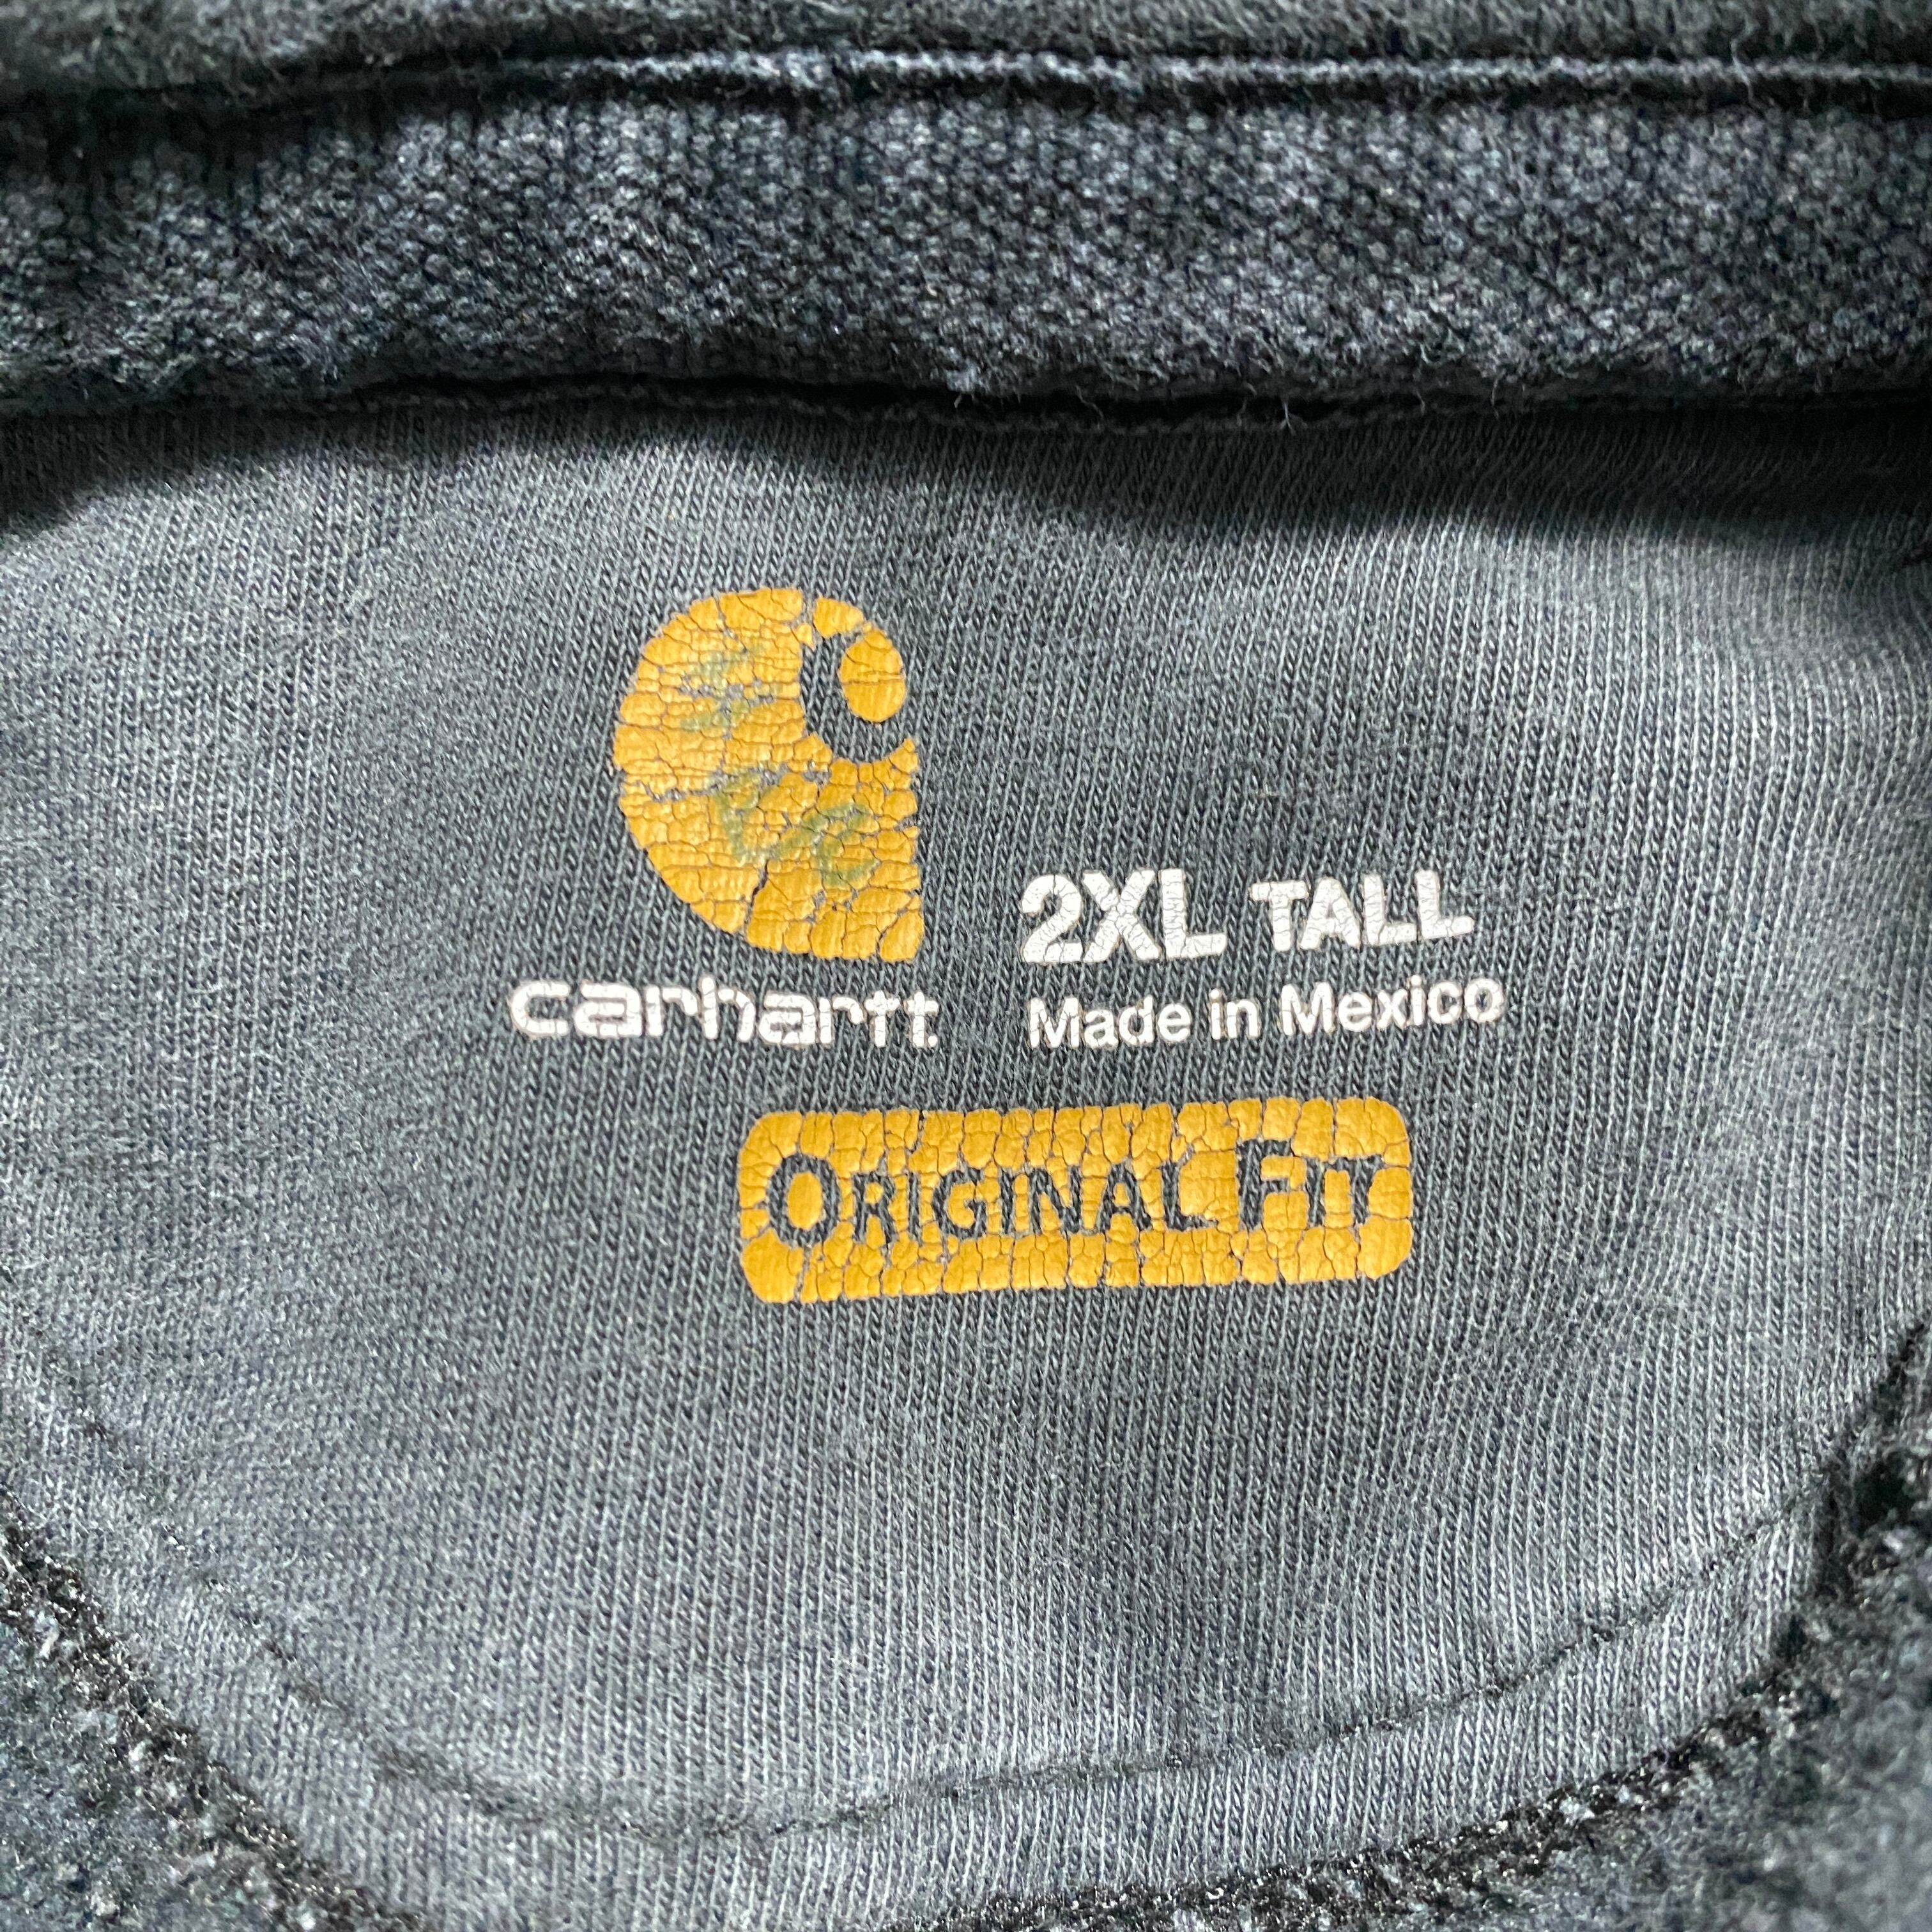 carhartt
2XL TALL
Made in Mexico
ORIGINAL FIT